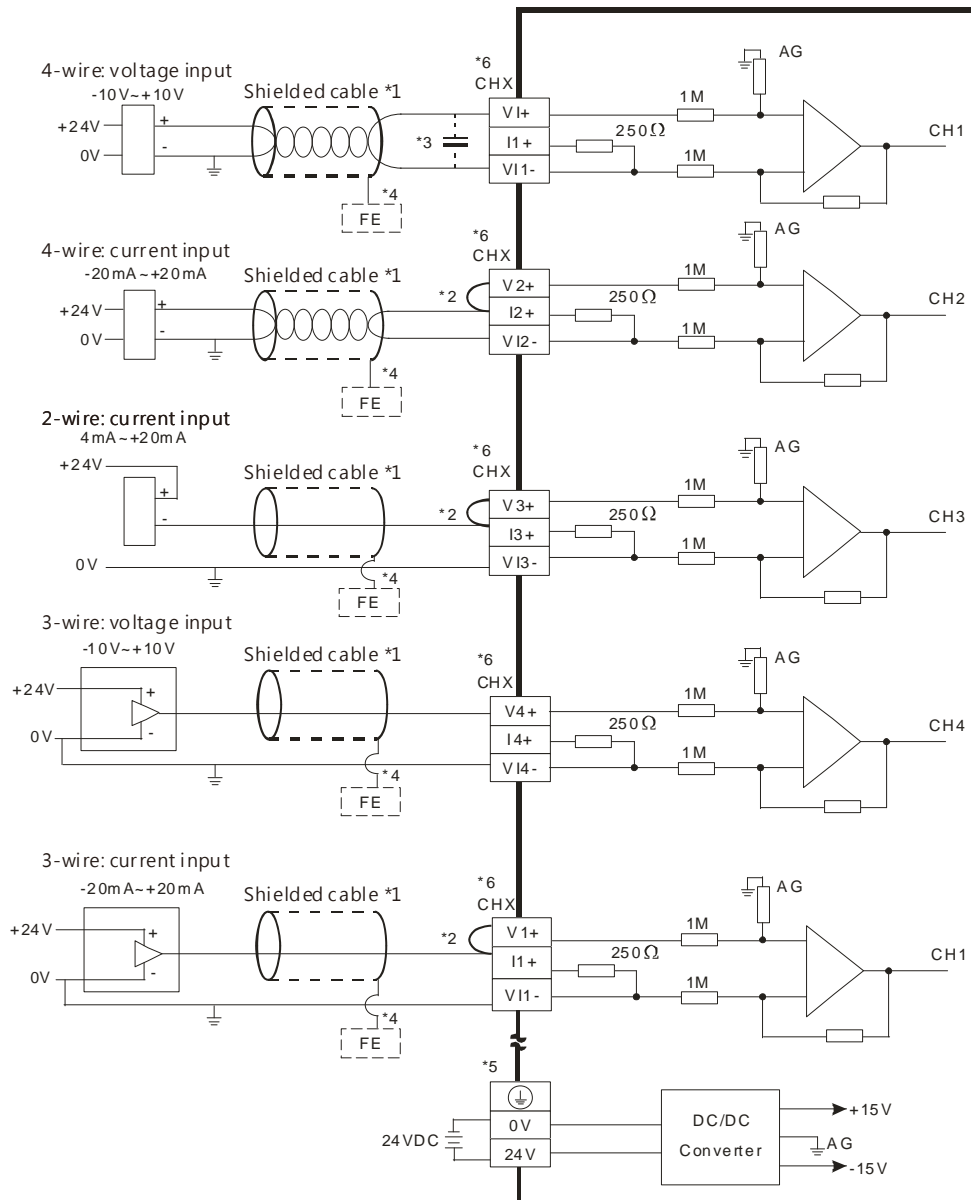 4-wire: voltage input
-10V~+10V
+24V
0V
+
-
Shielded cable *1
*3
*4
FE
*6
CHX
VI+
I1+
VI1-
250Ω
1M
1M
AG
CH1
4-wire: current input
-20mA~+20mA
+24V
0V
+
-
Shielded cable *1
*2
*4
FE
*6
CHX
V2+
I2+
VI2-
250Ω
1M
1M
AG
CH2
2-wire: current input
4mA~+20mA
+24V
+
-
0V
Shielded cable *1
*2
*4
FE
*6
CHX
V3+
I3+
VI3-
250Ω
1M
1M
AG
CH3
3-wire: voltage input
-10V~+10V
+24V
0V
+
-
Shielded cable *1
*4
FE
*6
CHX
V4+
I4+
VI4-
250Ω
1M
1M
AG
CH4
3-wire: current input
-20mA~+20mA
+24V
0V
+
-
Shielded cable *1
*2
*4
FE
*6
CHX
V1+
I1+
VI1-
250Ω
1M
1M
AG
CH1
*5
24VDC
0V
24V
DC/DC
Converter
+15V
AG
-15V